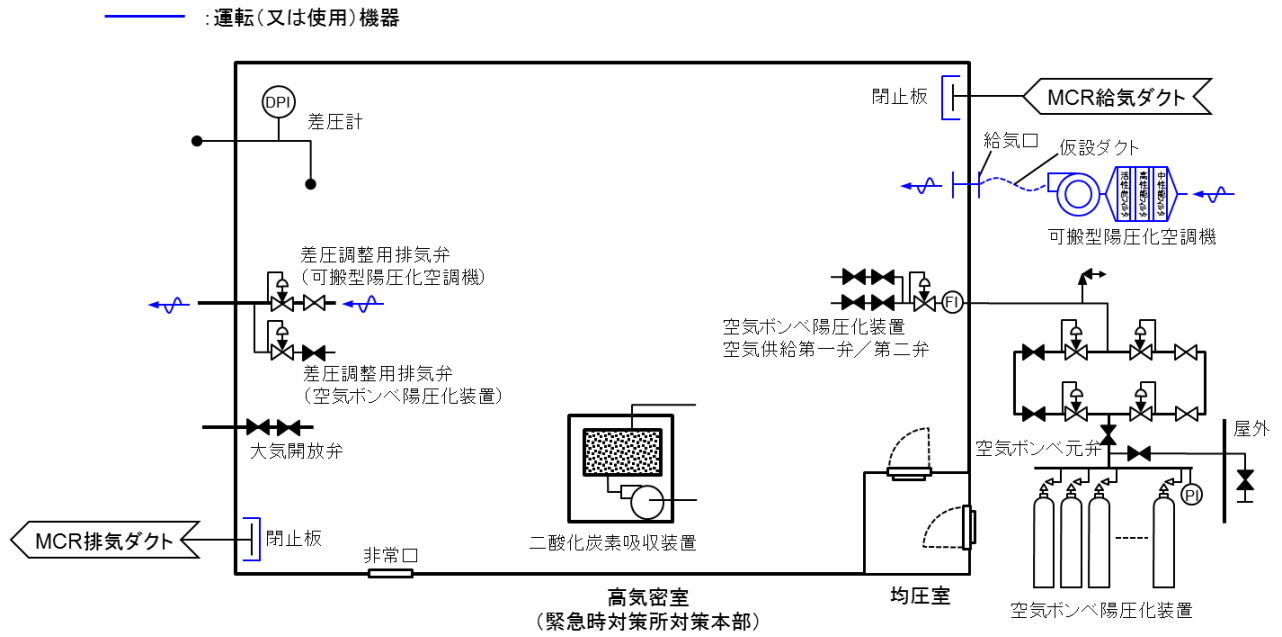 :運転(又は使用)機器
DPI
差圧計
閉止板
MCR給気ダクト
給気口
仮設ダクト
活性炭フィルタ
高性能フィルタ
中性能フィルタ
可搬型陽圧化空調機
差圧調整用排気弁
(可搬型陽圧化空調機)
差圧調整用排気弁
(空気ボンベ陽圧化装置)
FI
空気ボンベ陽圧化装置
空気供給第一弁/第二弁
大気開放弁
空気ボンベ元弁
屋外
PI
MCR排気ダクト
閉止板
非常口
二酸化炭素吸収装置
高気密室
(緊急時対策所対策本部)
均圧室
空気ボンベ陽圧化装置